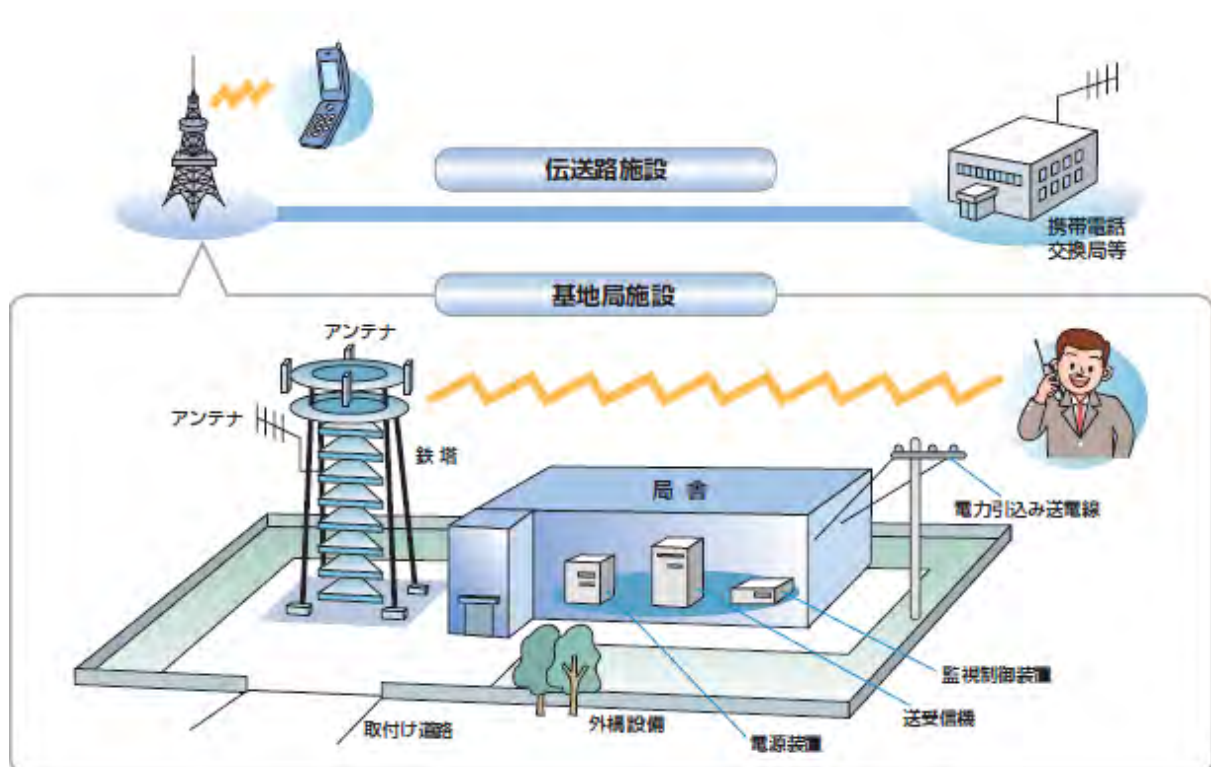 伝送路施設
携帯電話
交換局等
基地局施設
アンテナ
アンテナ
鉄塔
局舎
電力引込み送電線
監視制御装置
送受信機
電源装置
外構設備
取付け道路